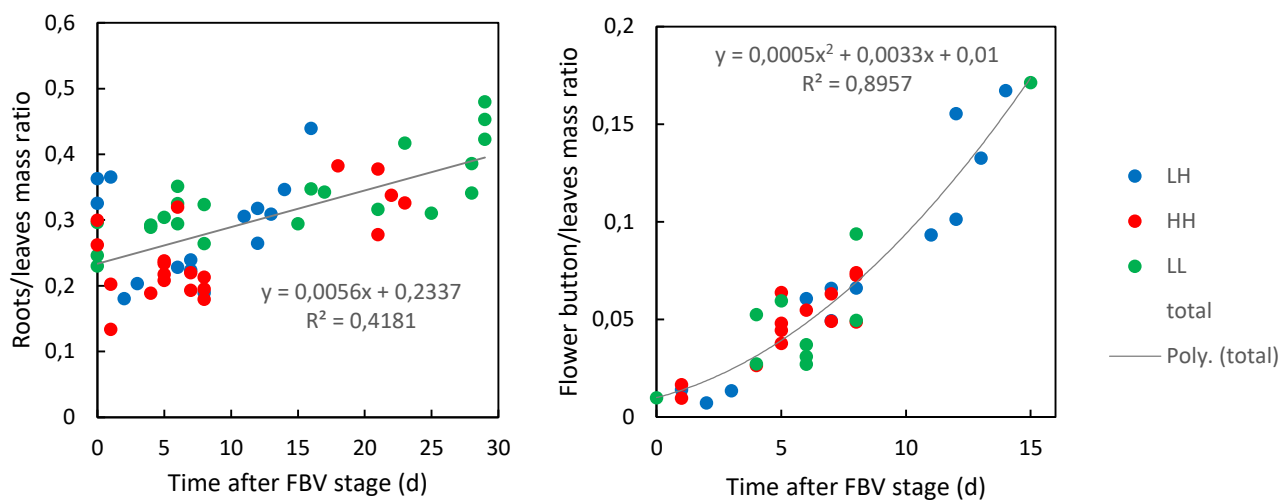 Roots/leaves mass ratio
0,6
0,5
0,4
0,3
0,2
0,1
0
y = 0,0056x + 0,2337
R² = 0,4181
0 5 10 15 20 25 30
Time after FBV stage (d)
Flower button/leaves mass ratio
0,2
0,15
0,1
0,05
0
y = 0,0005x² + 0,0033x + 0,01
R² = 0,8957
0 5 10 15
Time after FBV stage (d)
LH
HH
LL
total
Poly. (total)